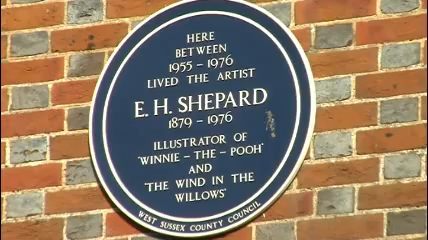 HERE
BETWEEN
1955 - 1976
LIVED THE ARTIST
E. H. SHEPARD
1879 - 1976
ILLUSTRATOR OF
"WINNIE - THE - POOH"
AND
"THE WIND IN THE
WILLOWS"
WEST SUSSEX COUNTY COUNCIL